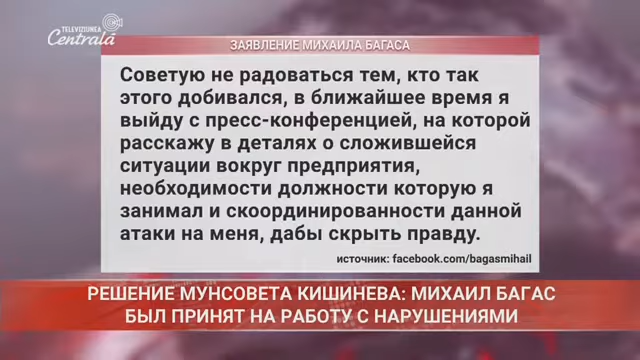 TELEVIZIUNEA
Centrală
ЗАЯВЛЕНИЕ МИХАИЛА БАГАСА
Советую не радоваться тем, кто так
этого добивался, в ближайшее время я
выйду с пресс-конференцией, на которой
расскажу в деталях о сложившейся
ситуации вокруг предприятия,
необходимости должности которую я
занимал и скоординированности данной
атаки на меня, дабы скрыть правду.
источник: facebook.com/bagasmihail
РЕШЕНИЕ МУНСОВЕТА КИШИНЕВА: МИХАИЛ БАГАС
БЫЛ ПРИНЯТ НА РАБОТУ С НАРУШЕНИЯМИ